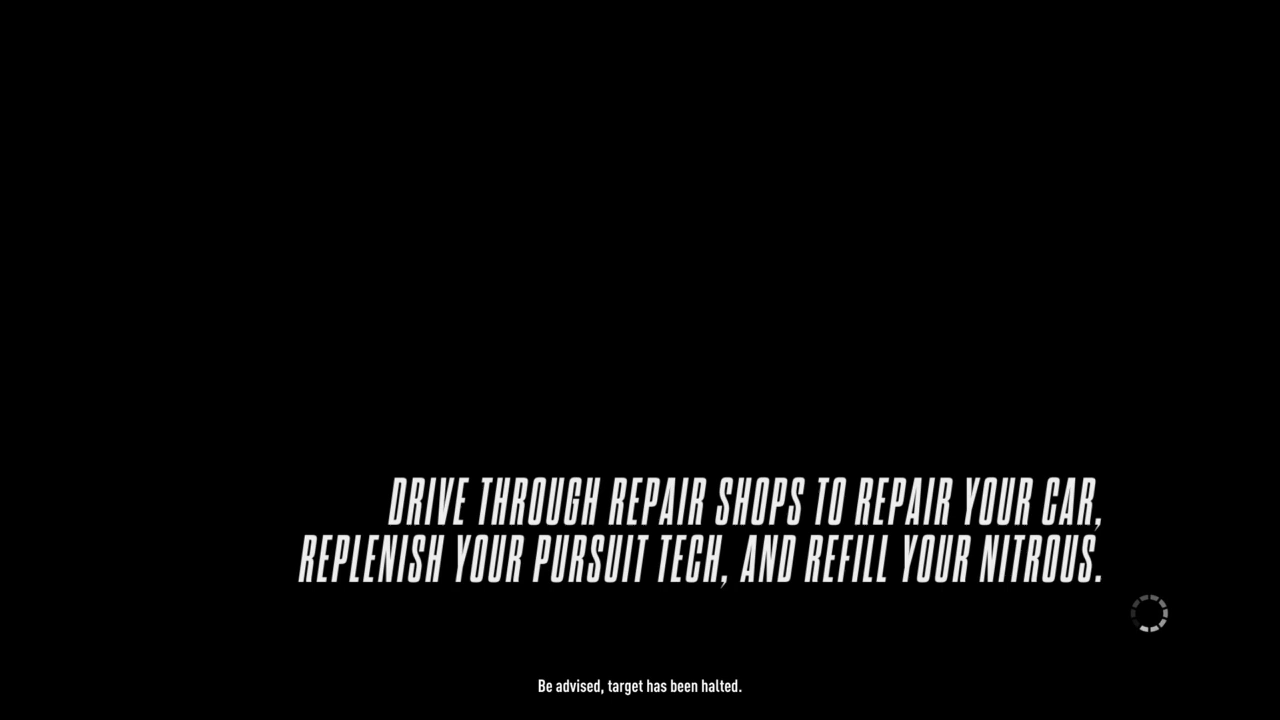 DRIVE THROUGH REPAIR SHOPS TO REPAIR YOUR CAR,
REPLENISH YOUR PURSUIT TECH, AND REFILL YOUR NITROUS.
Be advised, target has been halted.